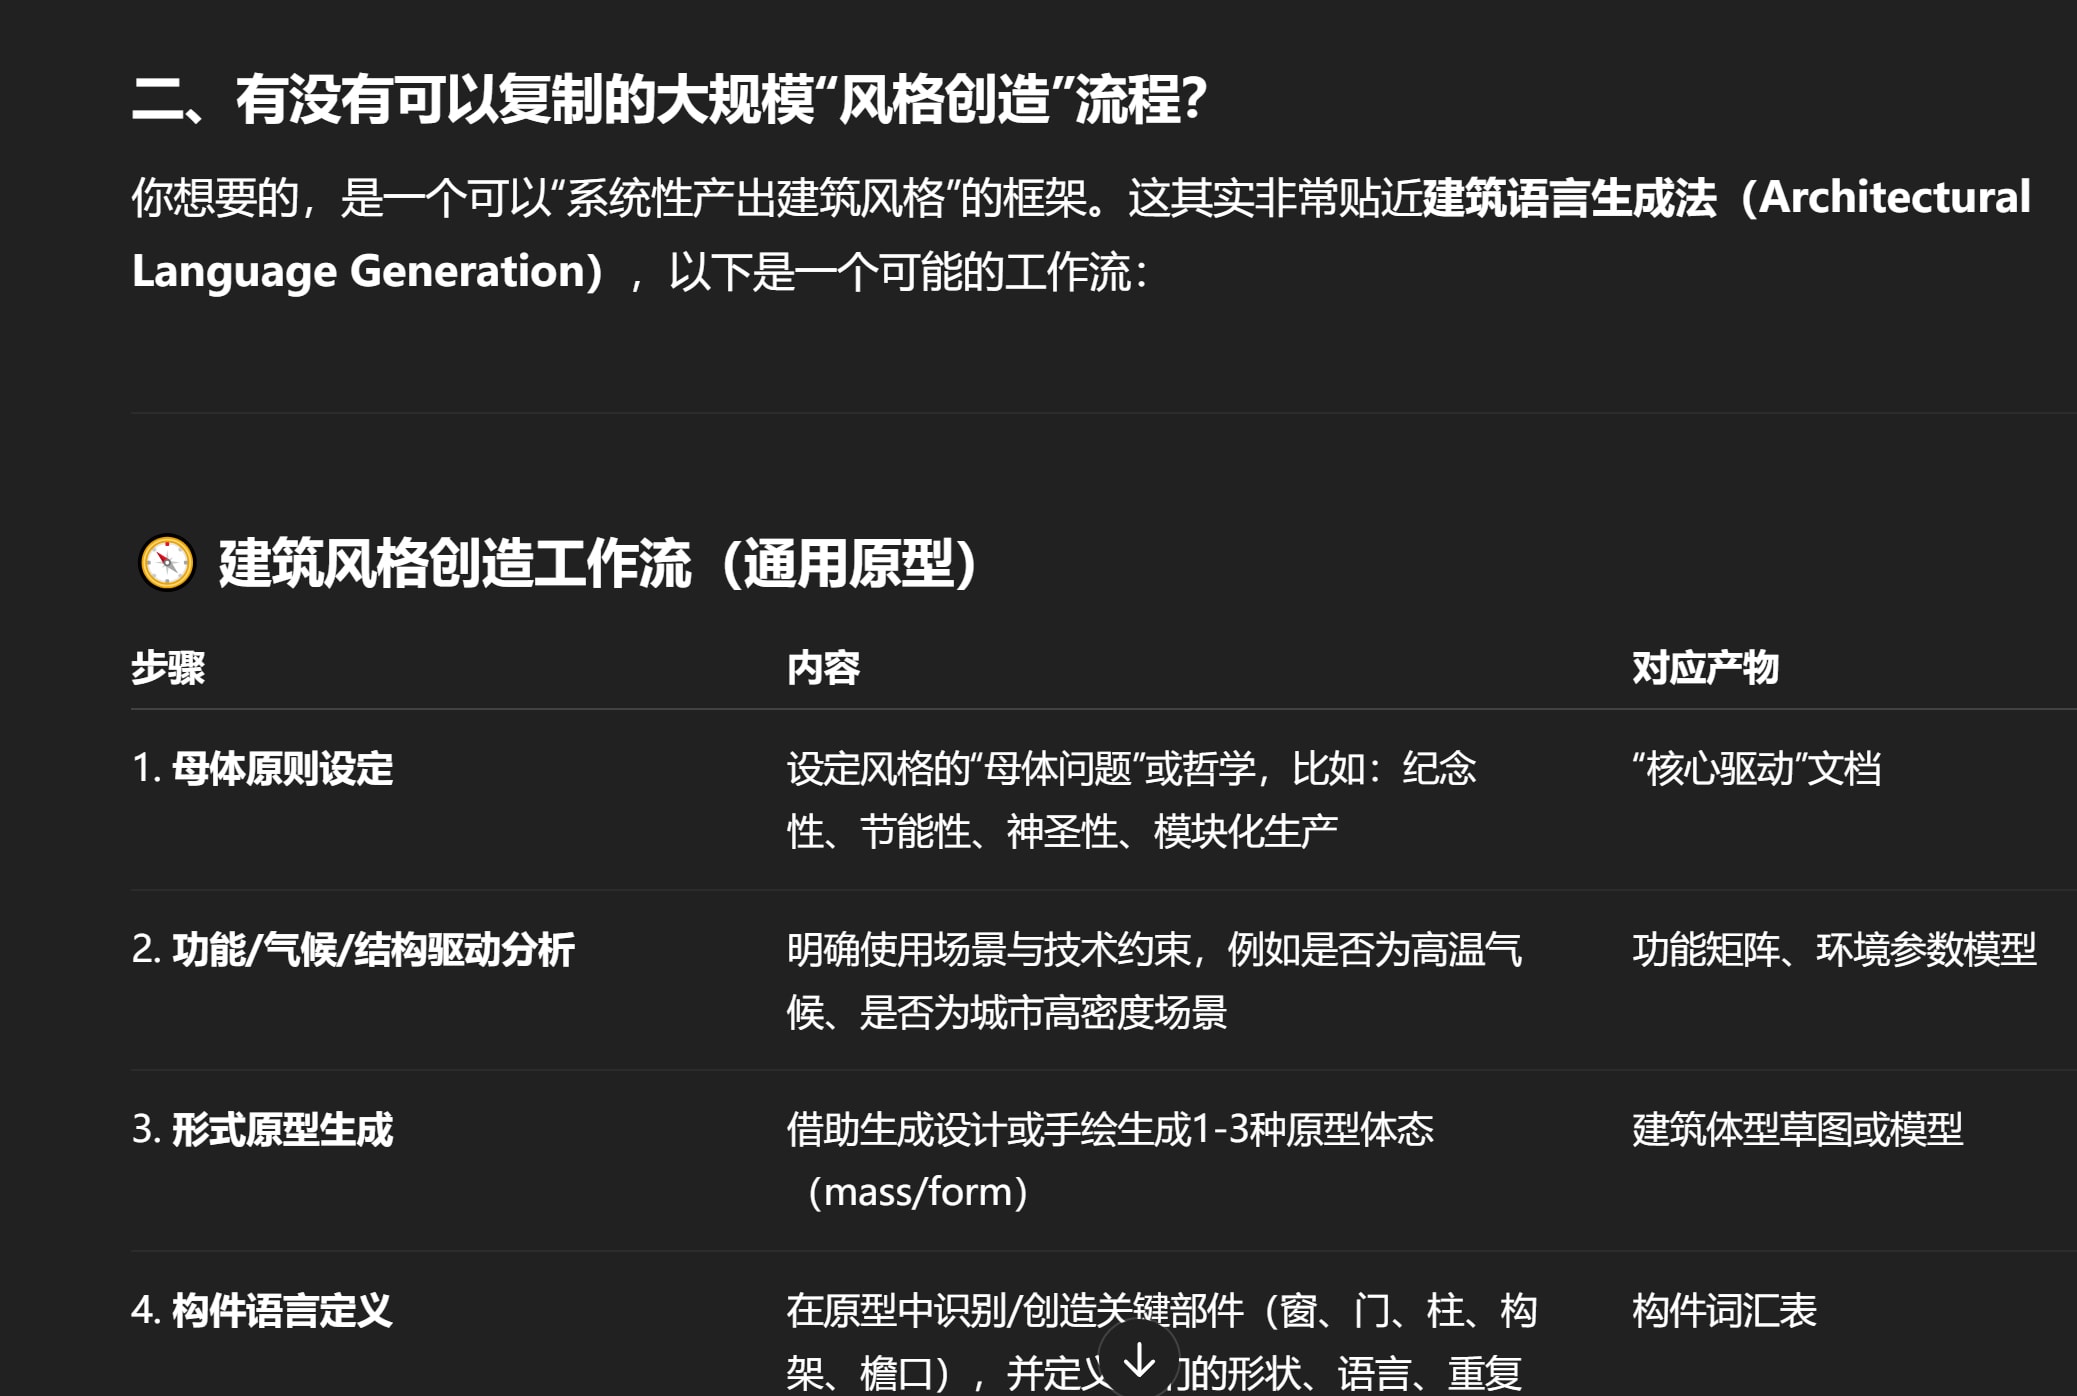 二、有没有可以复制的大规模“风格创造”流程？
你想要的，是一个可以“系统性产出建筑风格”的框架。这其实非常贴近建筑语言生成法（Architectural
Language Generation），以下是一个可能的工作流：
🧭 建筑风格创造工作流（通用原型）
步骤 内容 对应产物
1. 母体原则设定 设定风格的“母体问题”或哲学，比如：纪念 “核心驱动”文档
性、节能性、神圣性、模块化生产
2. 功能/气候/结构驱动分析 明确使用场景与技术约束，例如是否为高温气 功能矩阵、环境参数模型
候、是否为城市高密度场景
3. 形式原型生成 借助生成设计或手绘生成1-3种原型体态 建筑体型草图或模型
（mass/form）
4. 构件语言定义 在原型中识别/创造关键部件（窗、门、柱、构 构件词汇表
架、檐口），并定义 的形状、语言、重复